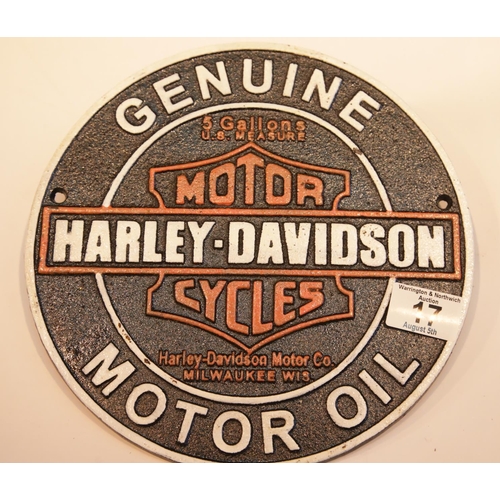 GENUINE
5 Gallons
U.S. MEASURE
MOTOR
HARLEY-DAVIDSON
CYCLES
Harley-Davidson Motor Co.
MILWAUKEE WIS
MOTOR OIL
Warrington & Northwich
Auction
17
August 5th